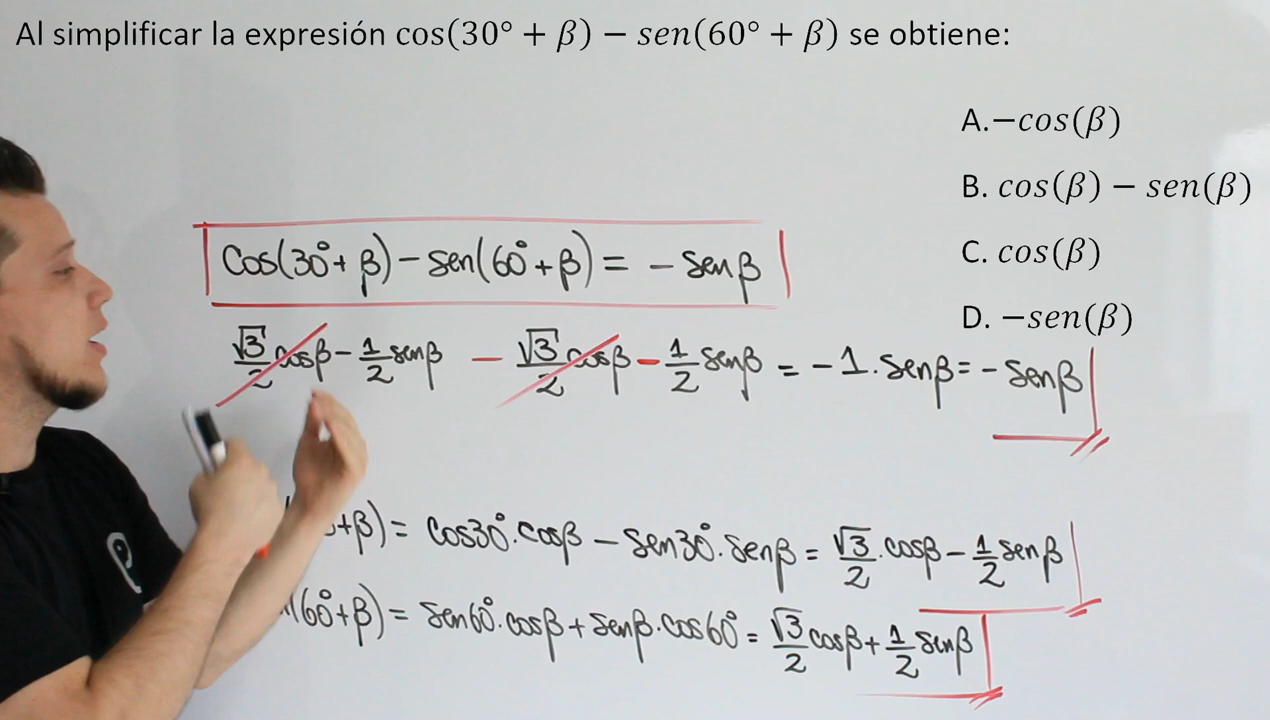 Al simplificar la expresión cos(30° + β) − sen(60° + β) se obtiene:
A.−cos(β)
B. cos(β) − sen(β)
C. cos(β)
D. −sen(β)
Cos(30°+ β) − Sen(60°+β) = − Senβ
√3/2 cosβ − 1/2 senβ − √3/2 cosβ − 1/2 senβ = −1.Senβ = − Senβ
+β) = Cos30°.cosβ − Sen30°.Senβ = √3/2 .cosβ − 1/2 senβ
(60°+β) = Sen60°.cosβ + Senβ.cos60° = √3/2 cosβ + 1/2 senβ